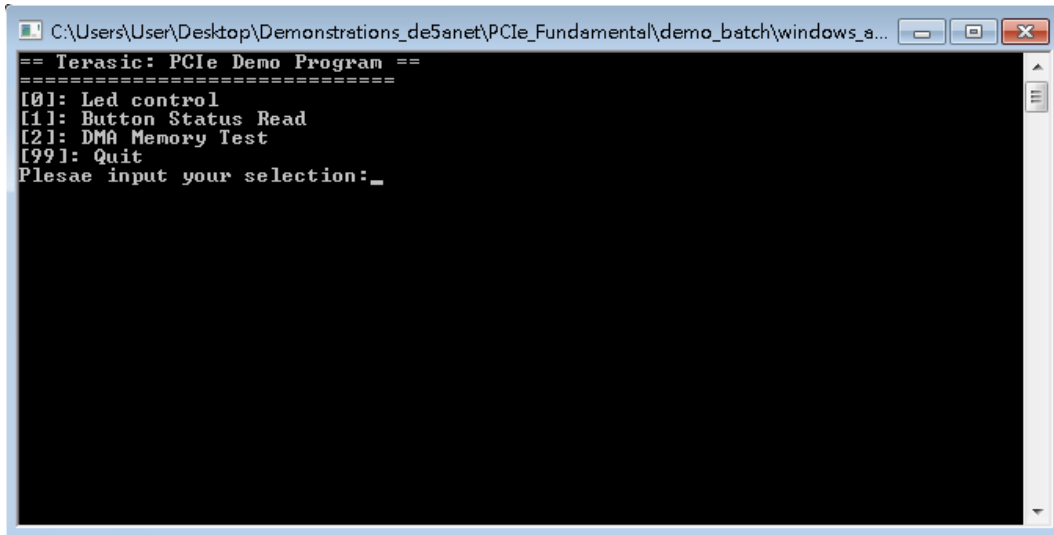 C:\Users\User\Desktop\Demonstrations_de5anet\PCIe_Fundamental\demo_batch\windows_a...
== Terasic: PCIe Demo Program ==
==============================
[0]: Led control
[1]: Button Status Read
[2]: DMA Memory Test
[99]: Quit
Plesae input your selection:_